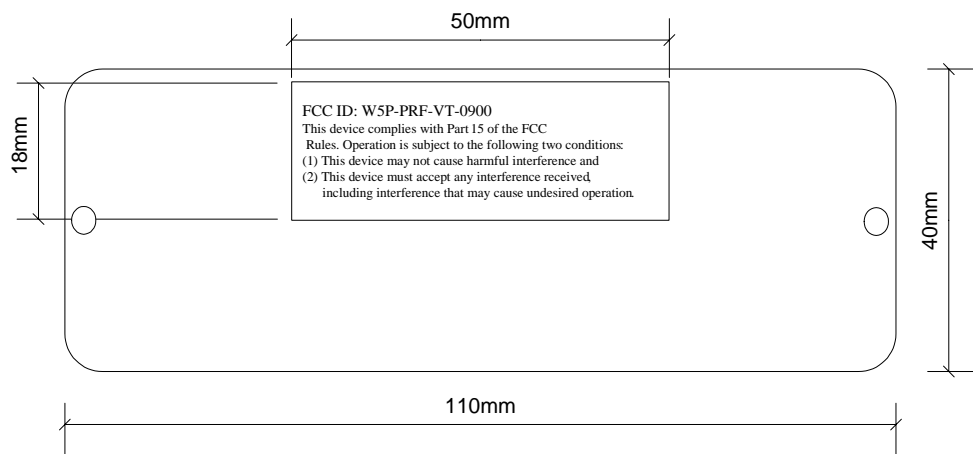 50mm
18mm
FCC ID: W5P-PRF-VT-0900
This device complies with Part 15 of the FCC
Rules. Operation is subject to the following two conditions:
(1) This device may not cause harmful interference and
(2) This device must accept any interference received,
including interference that may cause undesired operation.
40mm
110mm